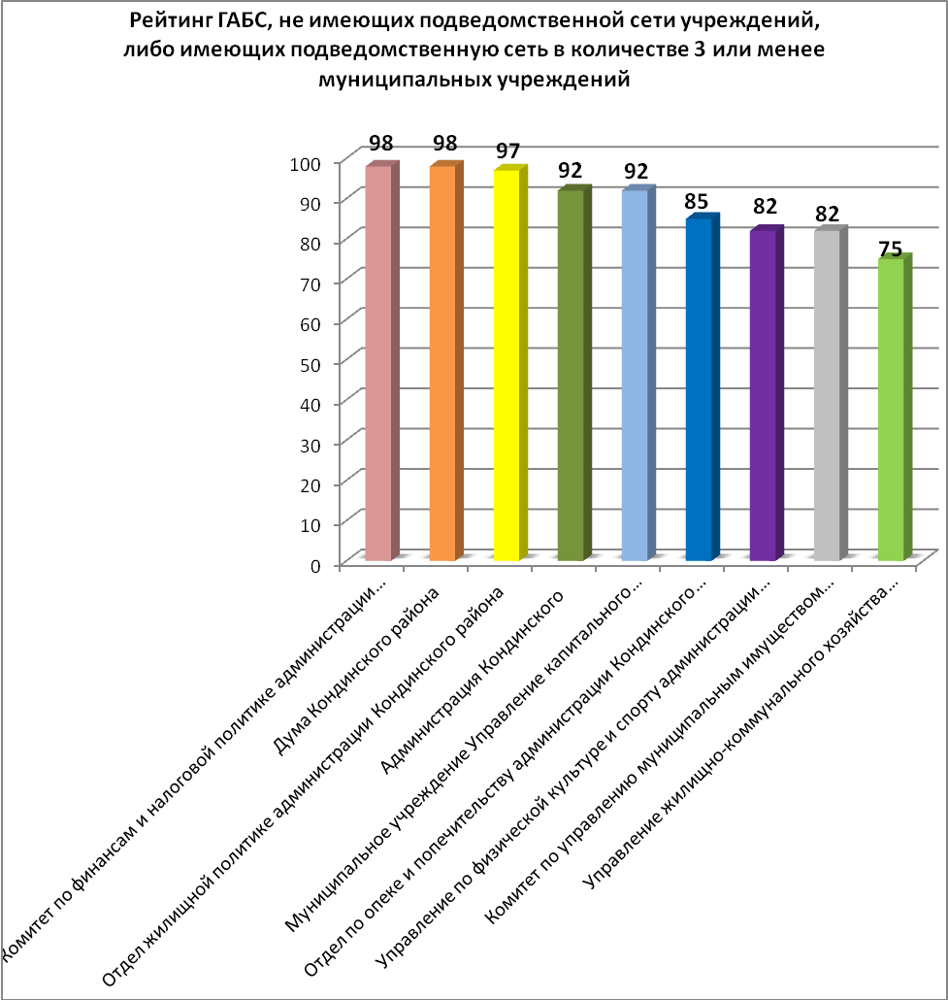 Рейтинг ГАБС, не имеющих подведомственной сети учреждений,
либо имеющих подведомственную сеть в количестве 3 или менее
муниципальных учреждений
98
98
97
92
92
85
82
82
75
100
90
80
70
60
50
40
30
20
10
0
Комитет по финансам и налоговой политике администрации...
Дума Кондинского района
Отдел жилищной политике администрации Кондинского района
Администрация Кондинского
Муниципальное учреждение Управление капитального...
Отдел по опеке и попечительству администрации Кондинского...
Управление по физической культуре и спорту администрации...
Комитет по управлению муниципальным имуществом...
Управление жилищно-коммунального хозяйства...